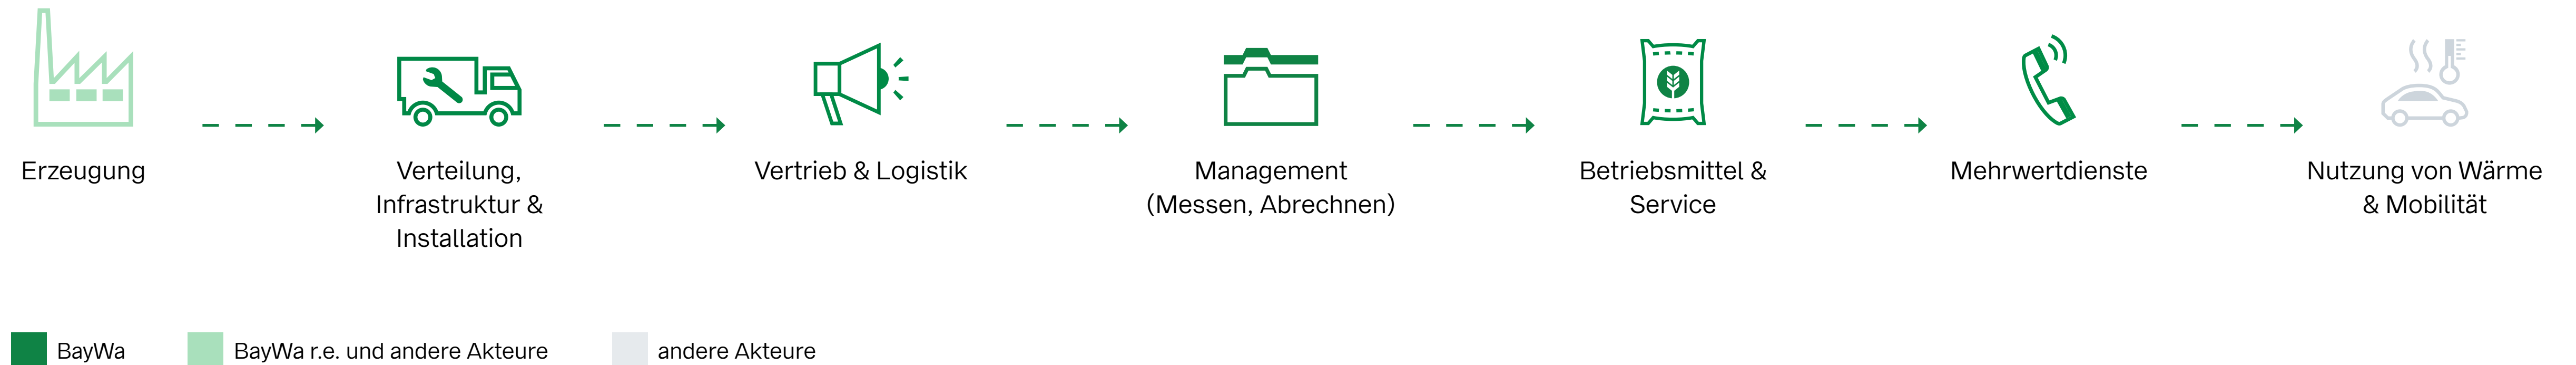 Erzeugung
Verteilung,
Infrastruktur &
Installation
Vertrieb & Logistik
Management
(Messen, Abrechnen)
Betriebsmittel &
Service
Mehrwertdienste
Nutzung von Wärme
& Mobilität
BayWa
BayWa r.e. und andere Akteure
andere Akteure